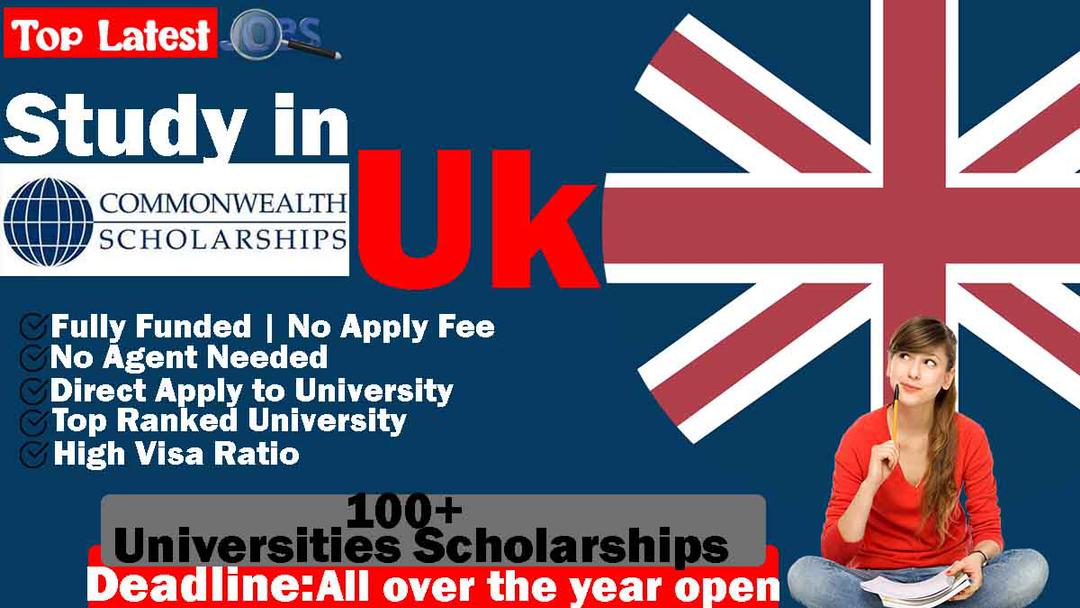 Top Latest JOBS
Study in
Uk
COMMONWEALTH
SCHOLARSHIPS
Fully Funded | No Apply Fee
No Agent Needed
Direct Apply to University
Top Ranked University
High Visa Ratio
100+
Universities Scholarships
Deadline:All over the year open